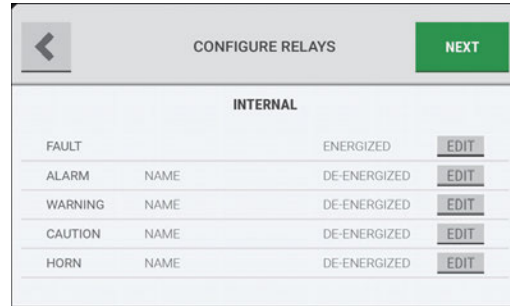 CONFIGURE RELAYS NEXT
INTERNAL
FAULT ENERGIZED EDIT
ALARM NAME DE-ENERGIZED EDIT
WARNING NAME DE-ENERGIZED EDIT
CAUTION NAME DE-ENERGIZED EDIT
HORN NAME DE-ENERGIZED EDIT